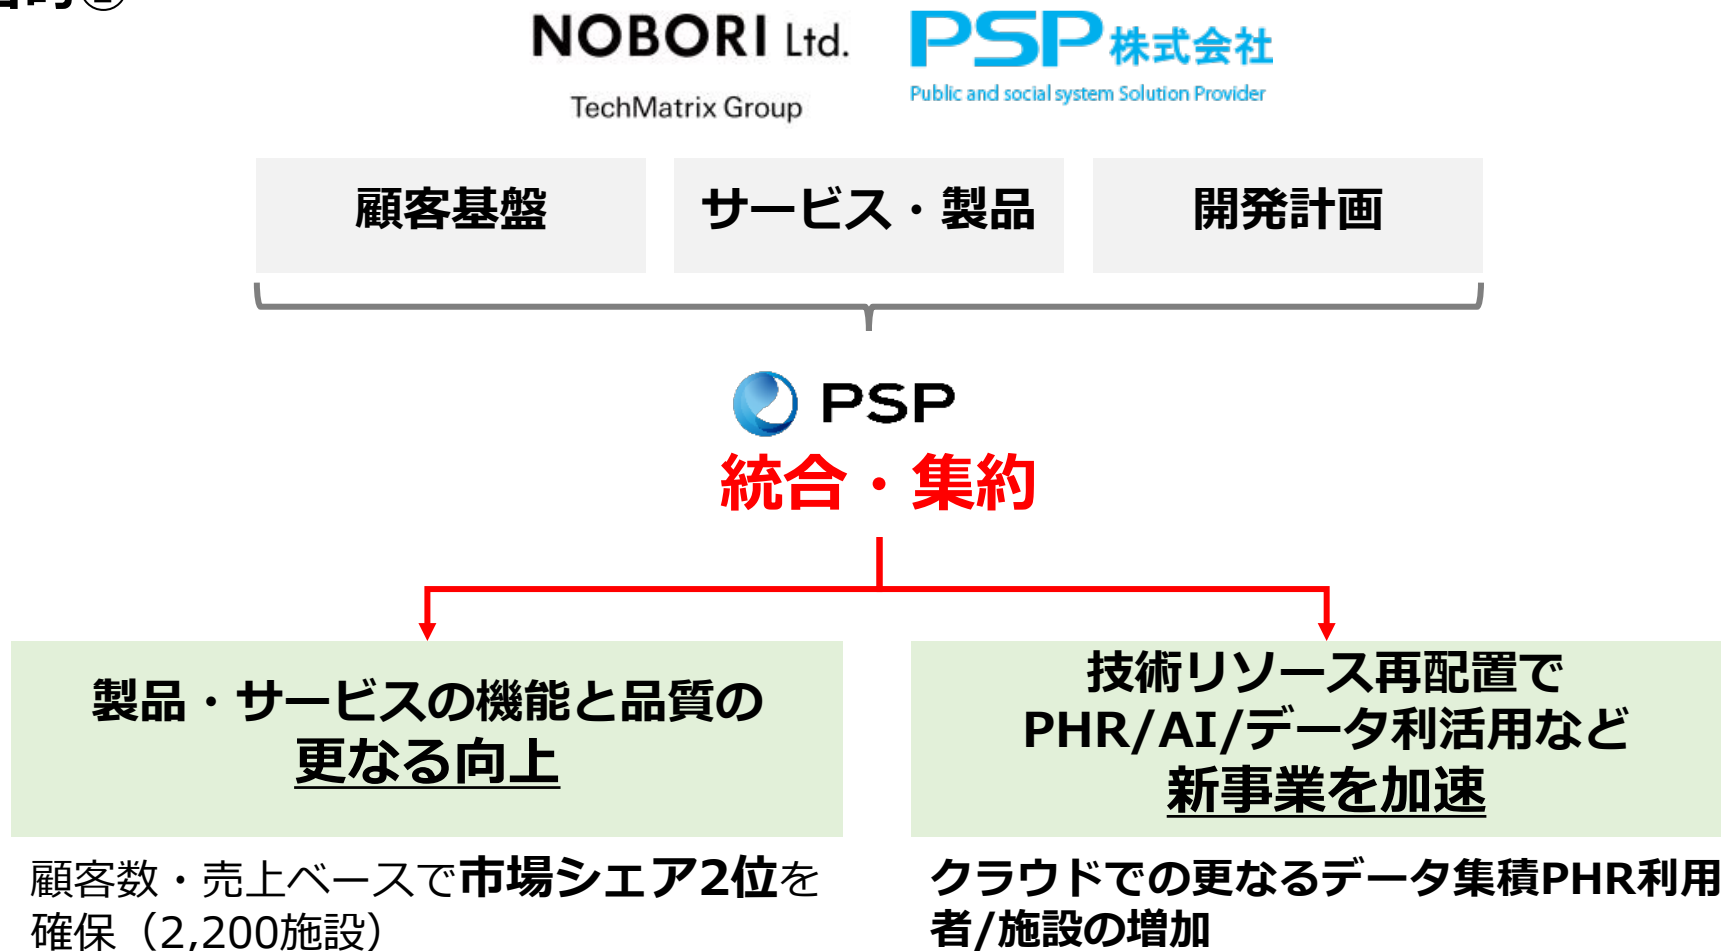 NOBORI Ltd.
TechMatrix Group
PSP株式会社
Public and social system Solution Provider
顧客基盤
サービス・製品
開発計画
PSP
統合・集約
製品・サービスの機能と品質の
更なる向上
技術リソース再配置で
PHR/AI/データ利活用など
新事業を加速
顧客数・売上ベースで市場シェア2位を
確保（2,200施設）
クラウドでの更なるデータ集積PHR利用
者/施設の増加